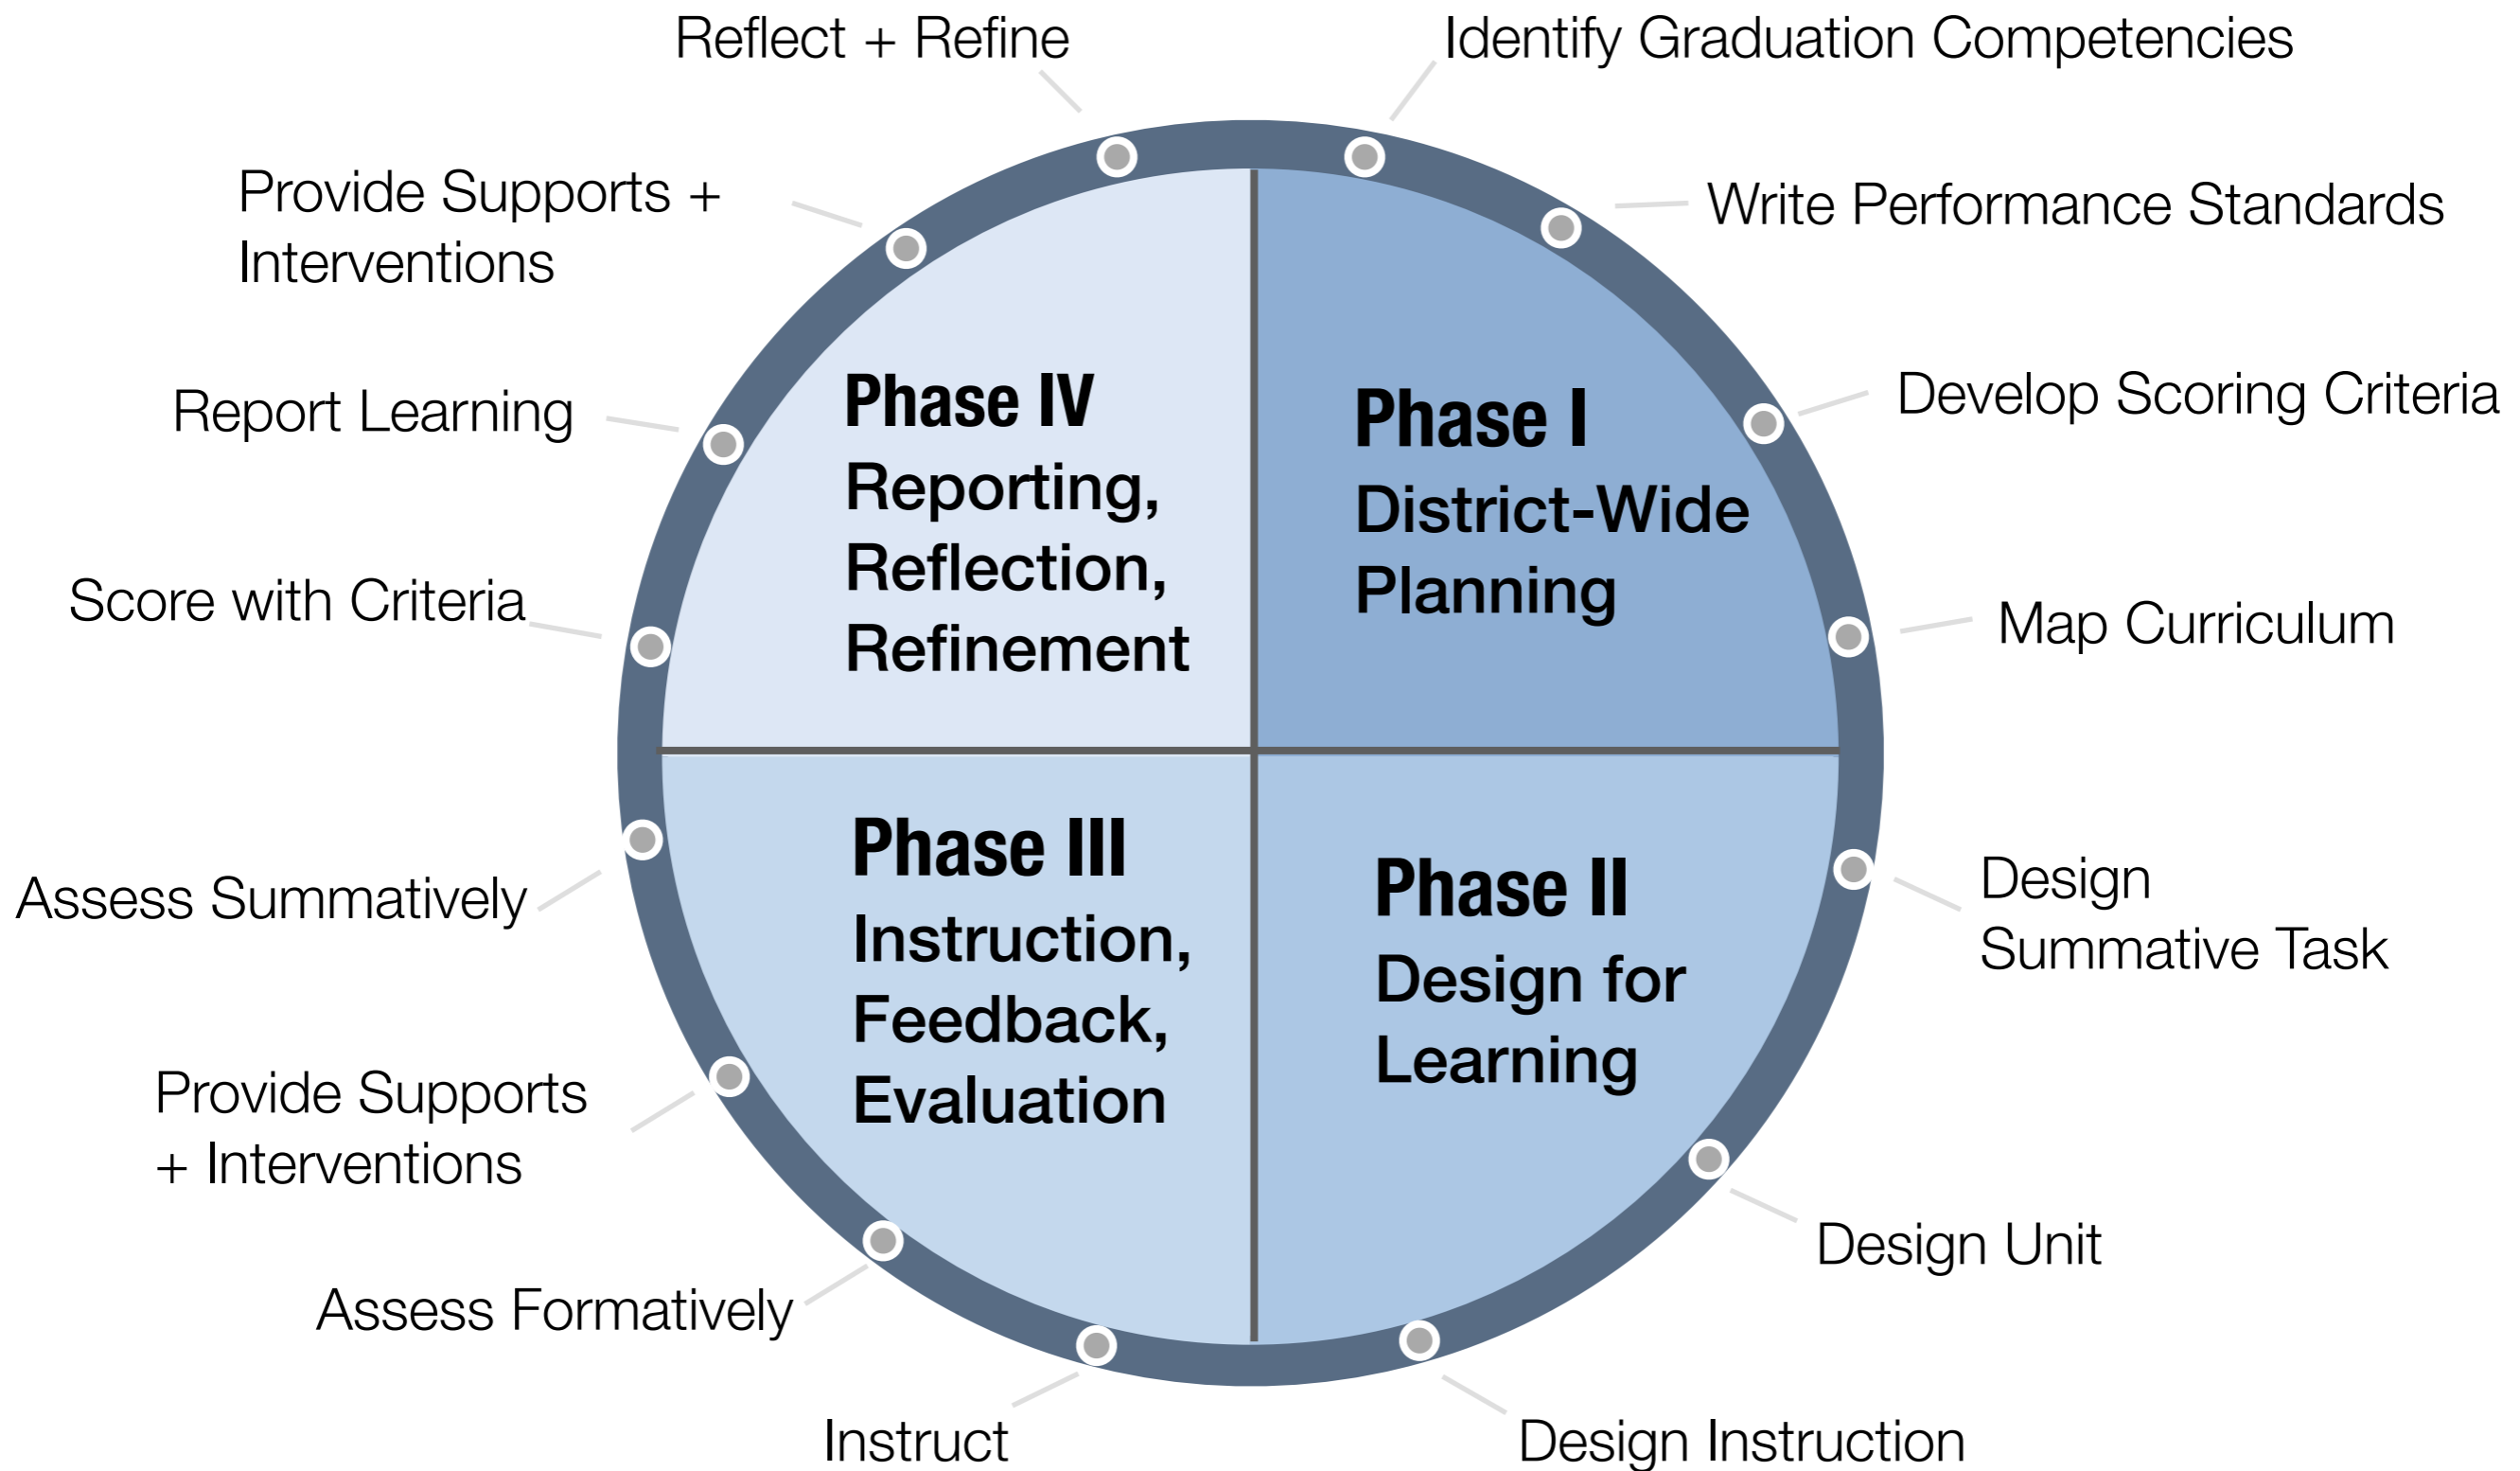 Reflect + Refine
Identify Graduation Competencies
Provide Supports +
Interventions
Write Performance Standards
Report Learning
Develop Scoring Criteria
Score with Criteria
Map Curriculum
Phase IV
Reporting,
Reflection,
Refinement
Phase I
District-Wide
Planning
Phase III
Instruction,
Feedback,
Evaluation
Phase II
Design for
Learning
Assess Summatively
Design
Summative Task
Provide Supports
+ Interventions
Design Unit
Assess Formatively
Instruct
Design Instruction